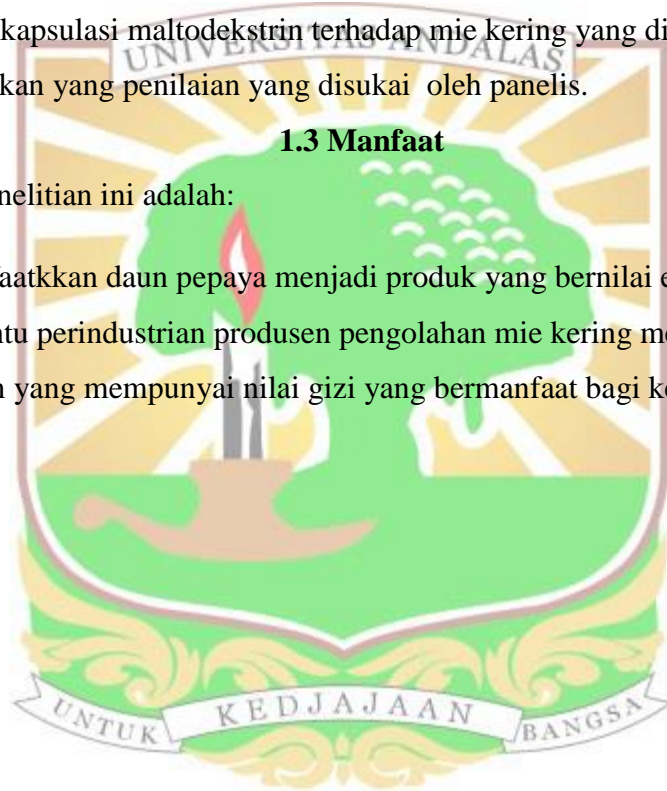 kapsulasi maltodekstrin terhadap mie kering yang di
UNIVERSITAS ANDALAS
kan yang penilaian yang disukai oleh panelis.
1.3 Manfaat
nelitian ini adalah:
faatkkan daun pepaya menjadi produk yang bernilai e
ntu perindustrian produsen pengolahan mie kering me
n yang mempunyai nilai gizi yang bermanfaat bagi ke
UNTUK KEDJAJAAN BANGSA